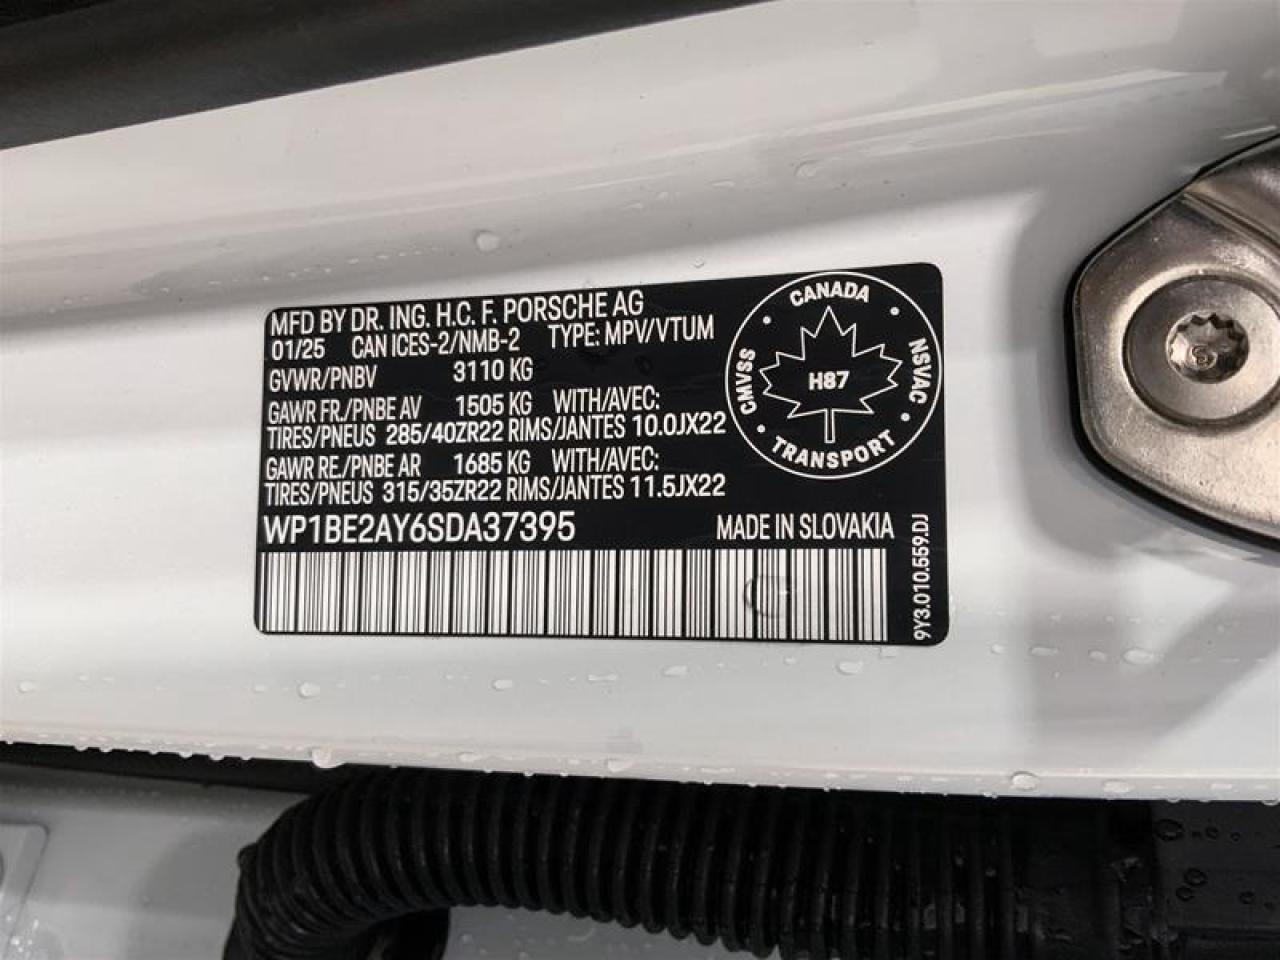 MFD BY DR. ING. H.C. F. PORSCHE AG
01/25 CAN ICES-2/NMB-2 TYPE: MPV/VTUM
GVWR/PNBV 3110 KG
GAWR FR./PNBE AV 1505 KG WITH/AVEC:
TIRES/PNEUS 285/40ZR22 RIMS/JANTES 10.0JX22
GAWR RE./PNBE AR 1685 KG WITH/AVEC:
TIRES/PNEUS 315/35ZR22 RIMS/JANTES 11.5JX22
WP1BE2AY6SDA37395 MADE IN SLOVAKIA
CANADA
NSVAC
TRANSPORT
CMVSS
H87
9Y3.010.559.DJ
G